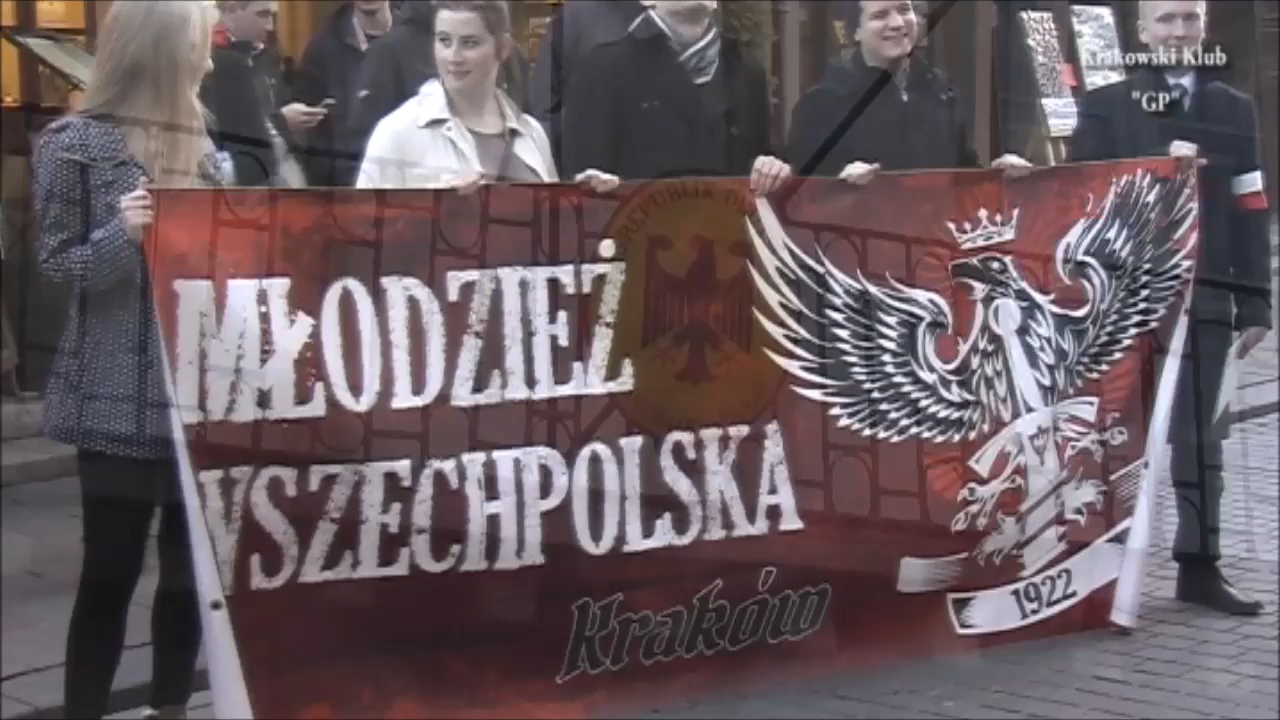 Krakowski Klub
"GP"
MŁODZIEŻ
WSZECHPOLSKA
Kraków
1922